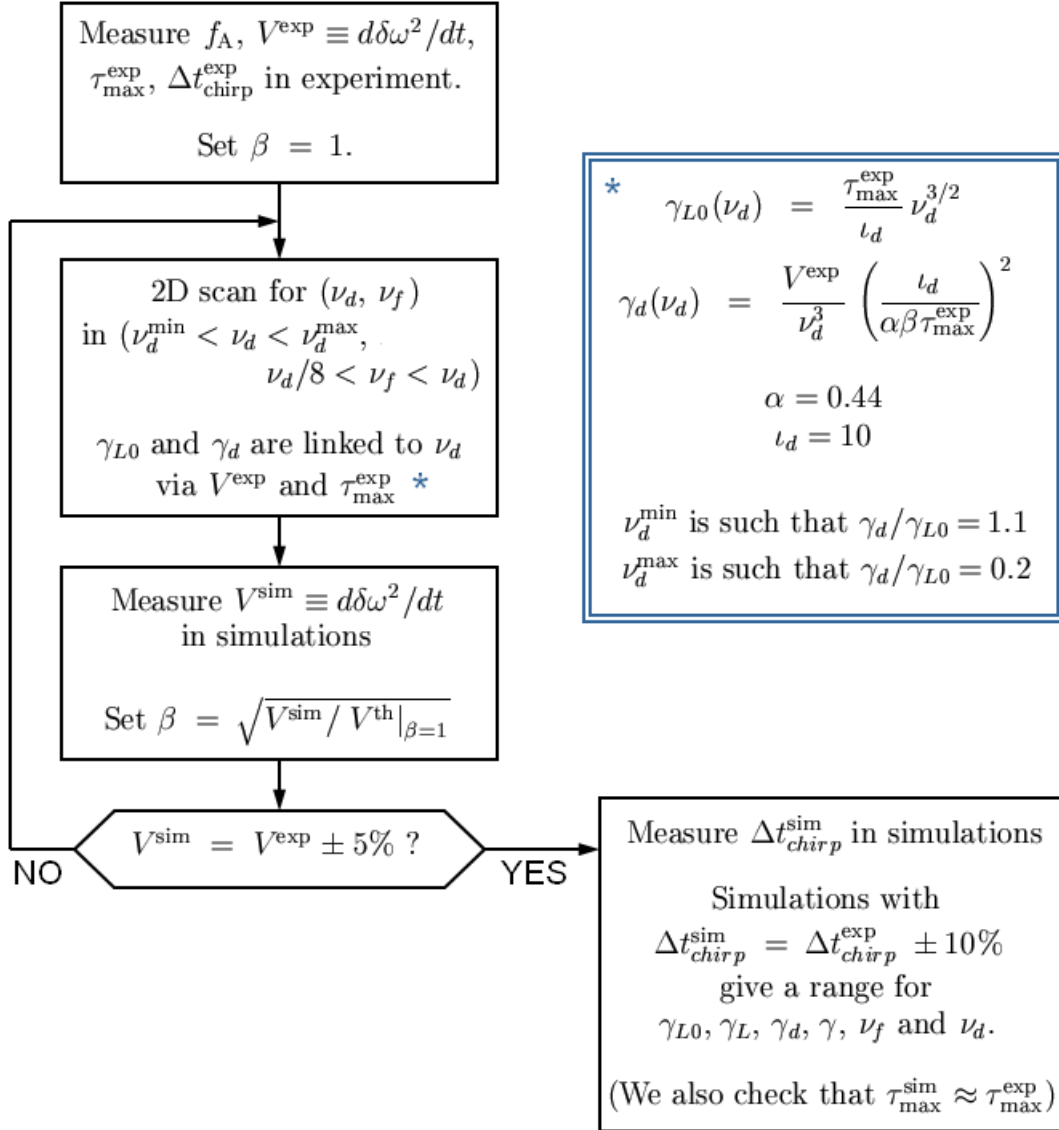 Measure f_A, V^exp ≡ dδω²/dt,
τ_max^exp, Δt_chirp^exp in experiment.
Set β = 1.
2D scan for (ν_d, ν_f)
in (ν_d^min < ν_d < ν_d^max,
ν_d/8 < ν_f < ν_d)
γ_L0 and γ_d are linked to ν_d
via V^exp and τ_max^exp *
Measure V^sim ≡ dδω²/dt
in simulations
Set β = √(V^sim / V^th|_β=1)
V^sim = V^exp ± 5% ?
NO
YES
* γ_L0(ν_d) = τ_max^exp / ι_d ν_d^3/2
γ_d(ν_d) = V^exp / ν_d^3 (ι_d / αβτ_max^exp)^2
α = 0.44
ι_d = 10
ν_d^min is such that γ_d/γ_L0 = 1.1
ν_d^max is such that γ_d/γ_L0 = 0.2
Measure Δt_chirp^sim in simulations
Simulations with
Δt_chirp^sim = Δt_chirp^exp ± 10%
give a range for
γ_L0, γ_L, γ_d, γ, ν_f and ν_d.
(We also check that τ_max^sim ≈ τ_max^exp)